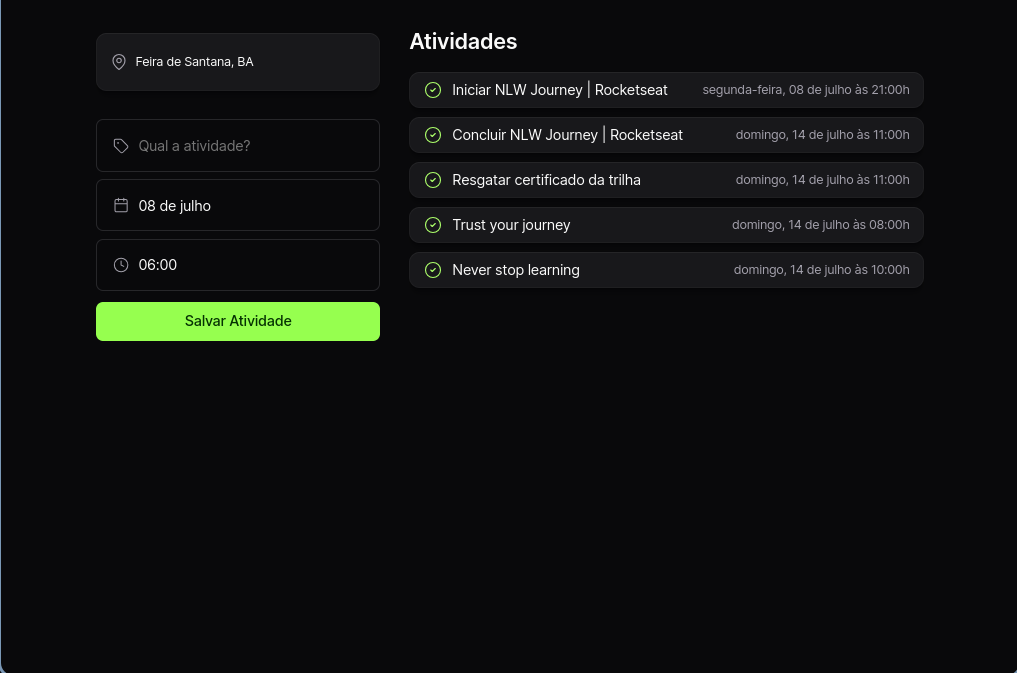 Feira de Santana, BA
Qual a atividade?
08 de julho
06:00
Salvar Atividade
Atividades
Iniciar NLW Journey | Rocketseat segunda-feira, 08 de julho às 21:00h
Concluir NLW Journey | Rocketseat domingo, 14 de julho às 11:00h
Resgatar certificado da trilha domingo, 14 de julho às 11:00h
Trust your journey domingo, 14 de julho às 08:00h
Never stop learning domingo, 14 de julho às 10:00h